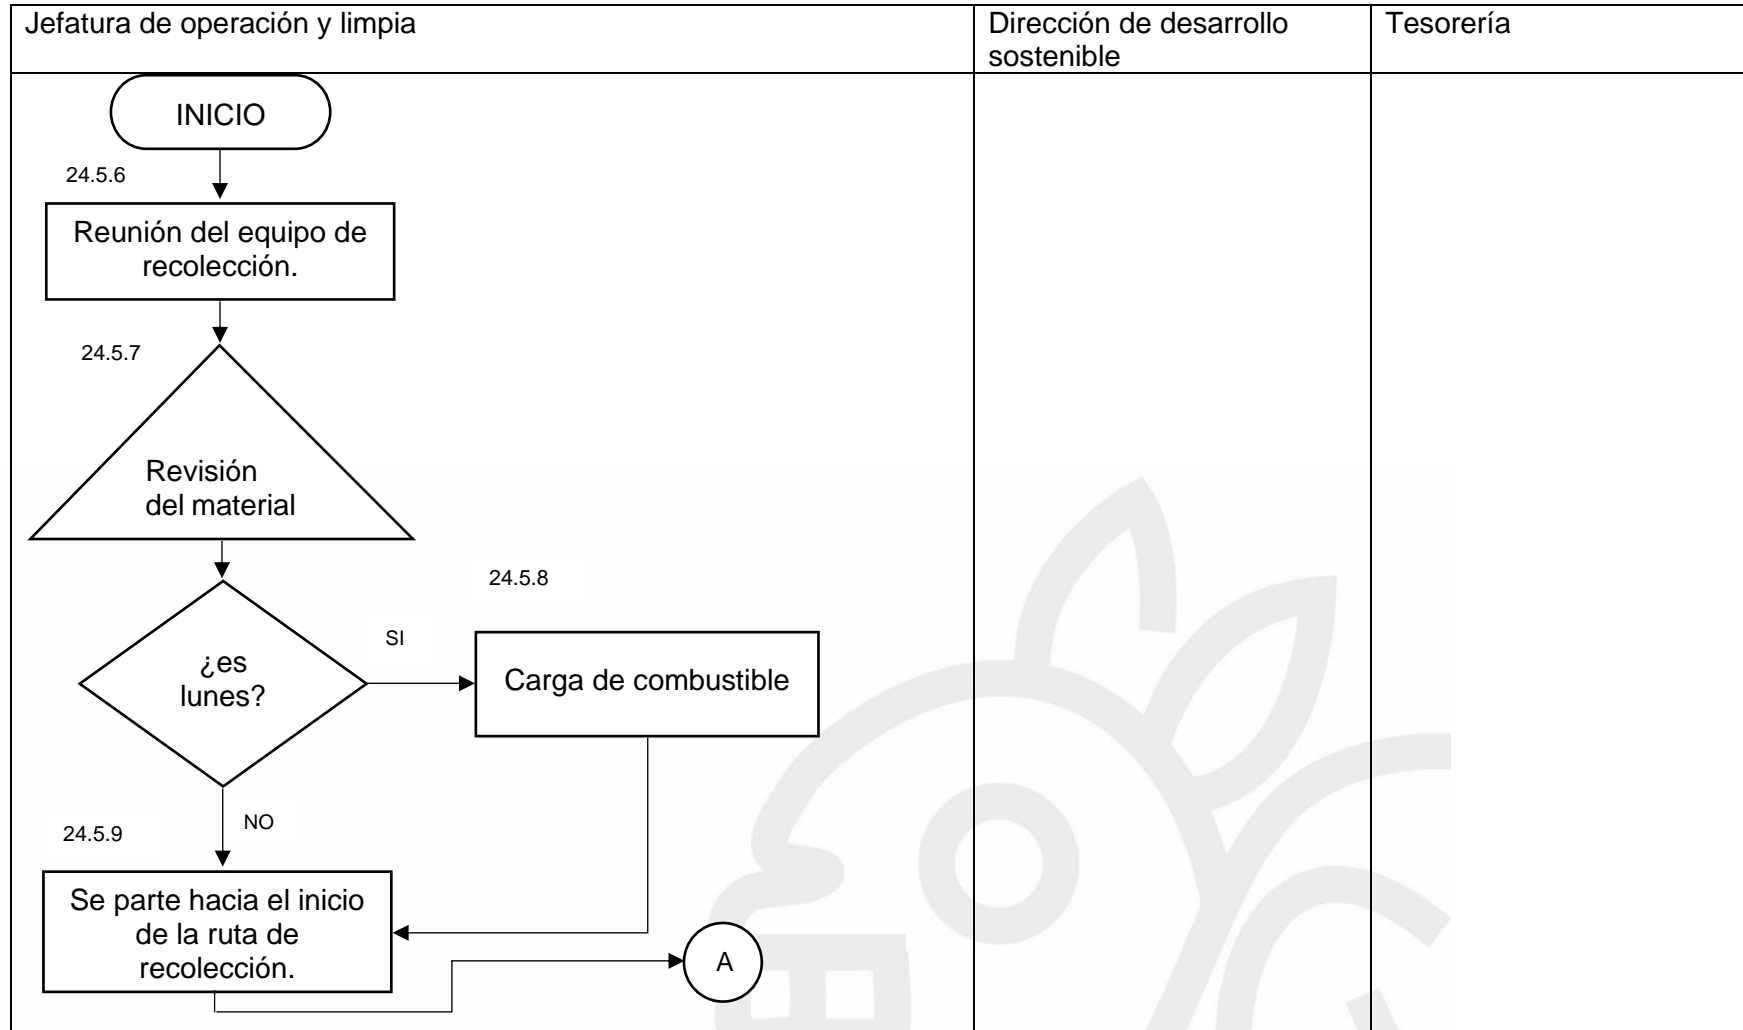 Jefatura de operación y limpia
Dirección de desarrollo
sostenible
Tesorería
INICIO
24.5.6
Reunión del equipo de
recolección.
24.5.7
Revisión
del material
24.5.8
¿es
lunes?
SI
Carga de combustible
NO
24.5.9
Se parte hacia el inicio
de la ruta de
recolección.
A